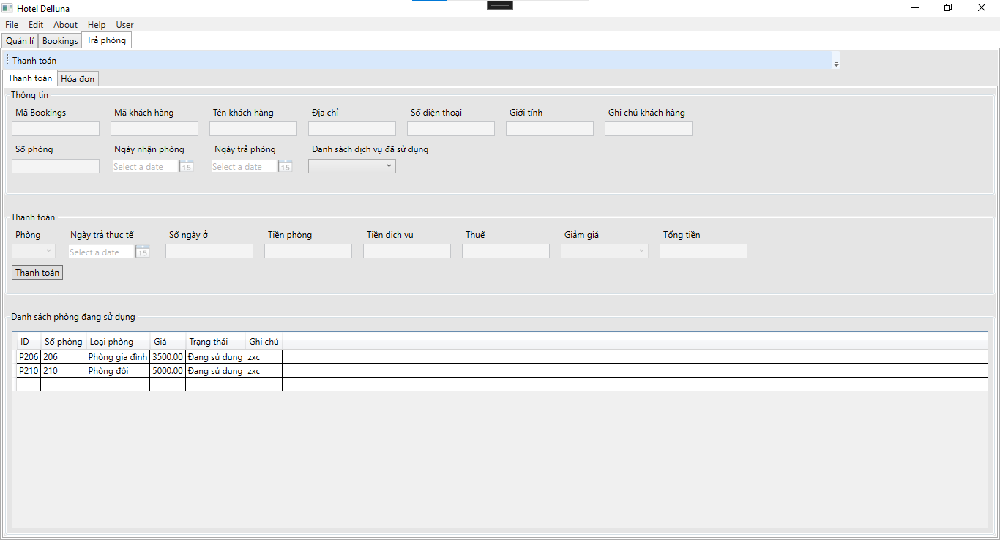 Hotel Delluna
File Edit About Help User
Quản lí Bookings Trả phòng
Thanh toán
Thanh toán Hóa đơn
Thông tin
Mã Bookings Mã khách hàng Tên khách hàng Địa chỉ Số điện thoại Giới tính Ghi chú khách hàng
Số phòng Ngày nhận phòng Ngày trả phòng Danh sách dịch vụ đã sử dụng
Select a date 15 Select a date 15
Thanh toán
Phòng Ngày trả thực tế Số ngày ở Tiền phòng Tiền dịch vụ Thuế Giảm giá Tổng tiền
Select a date 15
Thanh toán
Danh sách phòng đang sử dụng
ID Số phòng Loại phòng Giá Trạng thái Ghi chú
P206 206 Phòng gia đình 3500.00 Đang sử dụng zxc
P210 210 Phòng đôi 5000.00 Đang sử dụng zxc